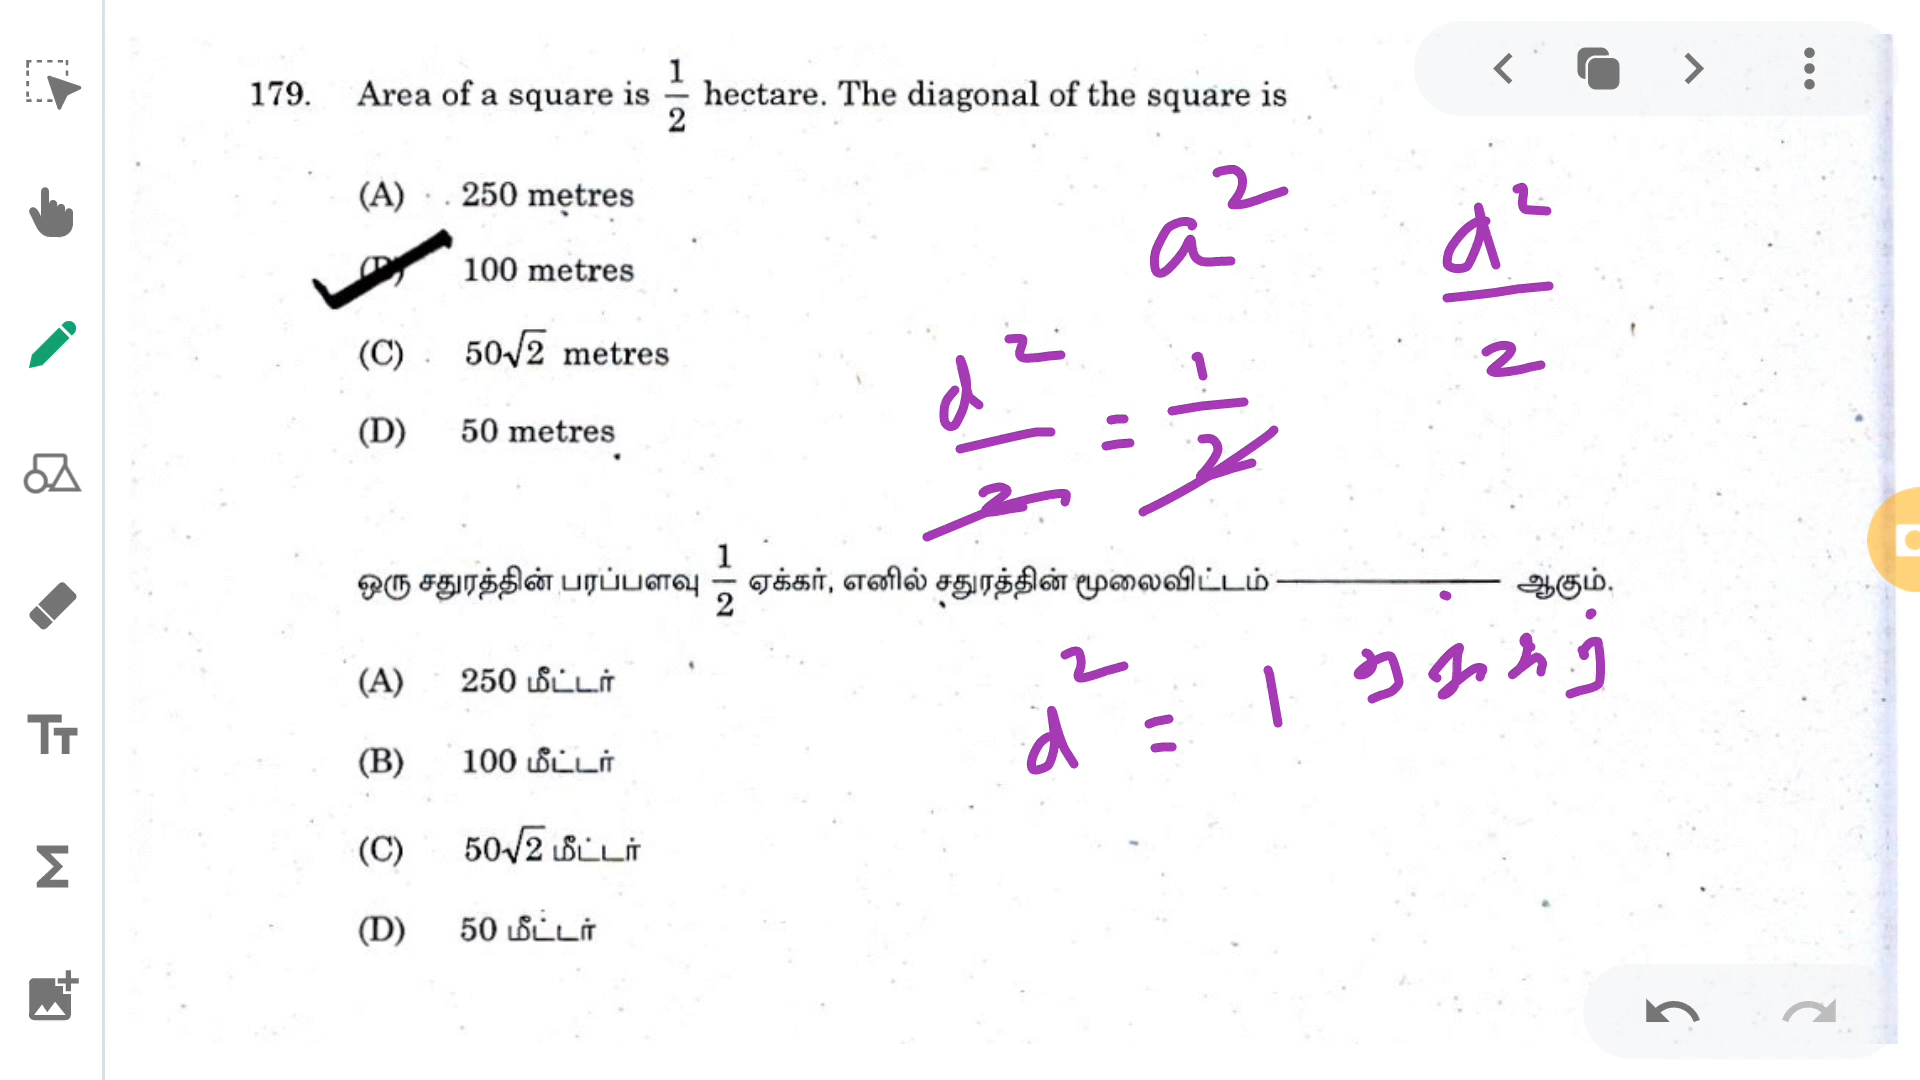 179. Area of a square is 1/2 hectare. The diagonal of the square is
(A) 250 metres
(B) 100 metres
(C) 50√2 metres
(D) 50 metres
a² d²/2
d²/2 = 1/2
ஒரு சதுரத்தின் பரப்பளவு 1/2 ஏக்கர், எனில் சதுரத்தின் மூலைவிட்டம் ———— ஆகும்.
d² = 1
(A) 250 மீட்டர்
(B) 100 மீட்டர்
(C) 50√2 மீட்டர்
(D) 50 மீட்டர்
TT
Σ